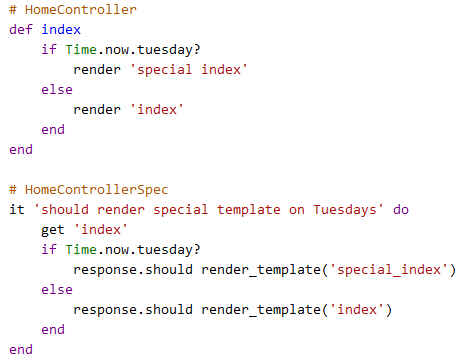 # HomeController
def index
    if Time.now.tuesday?
        render 'special index'
    else
        render 'index'
    end
end

# HomeControllerSpec
it 'should render special template on Tuesdays' do
    get 'index'
    if Time.now.tuesday?
        response.should render_template('special_index')
    else
        response.should render_template('index')
    end
end